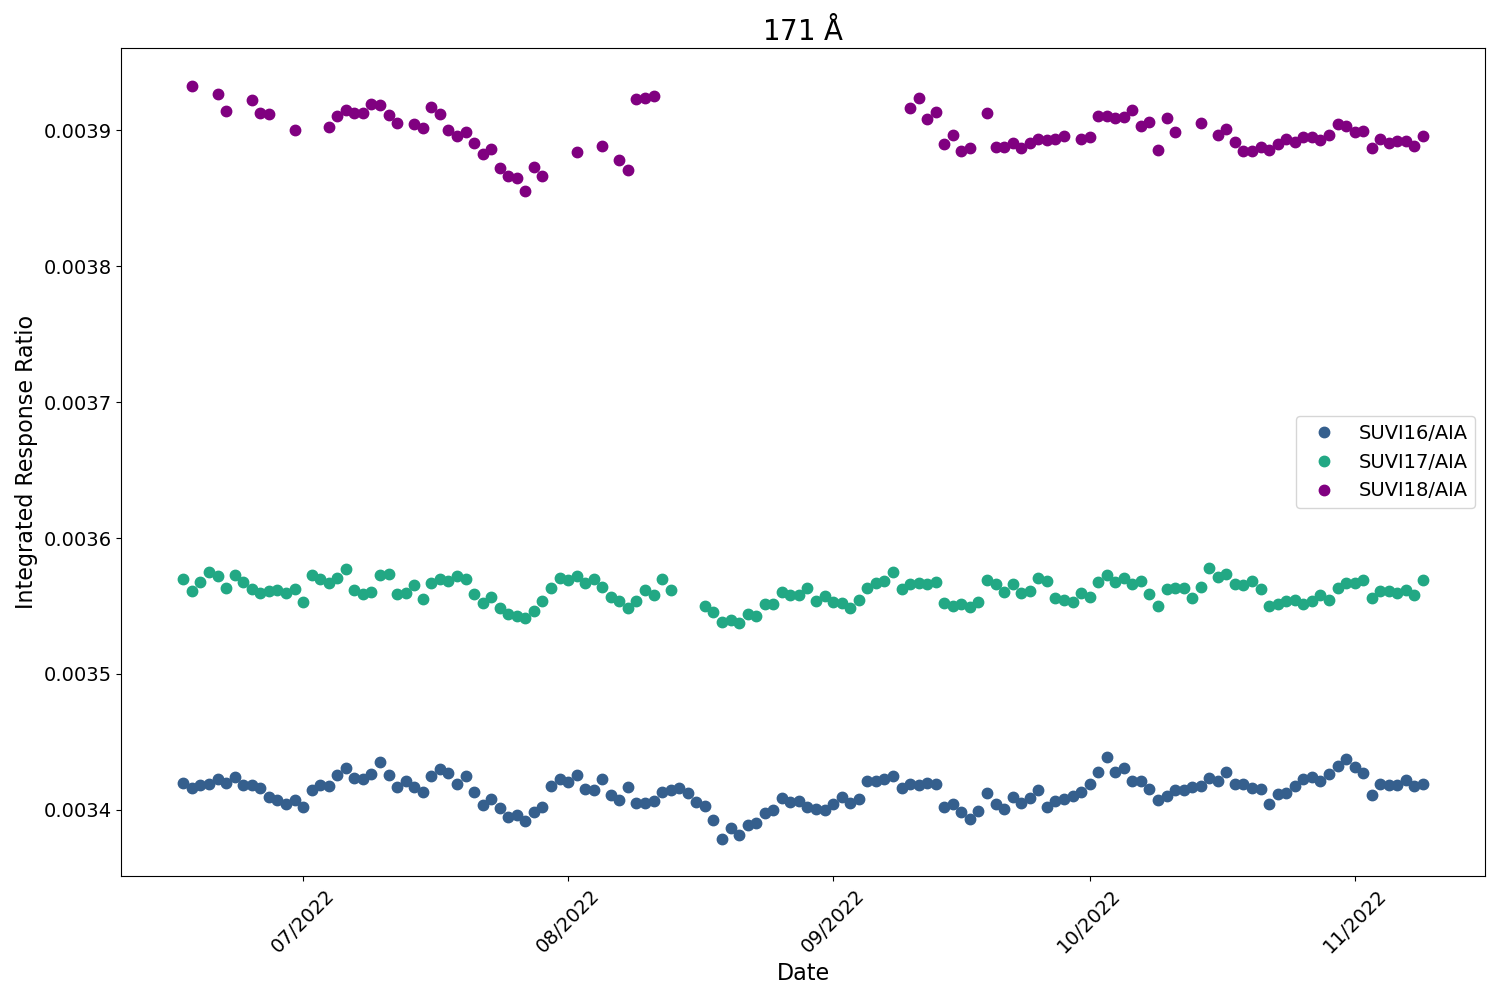 171 Å
Integrated Response Ratio
0.0039
0.0038
0.0037
0.0036
0.0035
0.0034
SUVI16/AIA
SUVI17/AIA
SUVI18/AIA
07/2022
08/2022
09/2022
10/2022
11/2022
Date